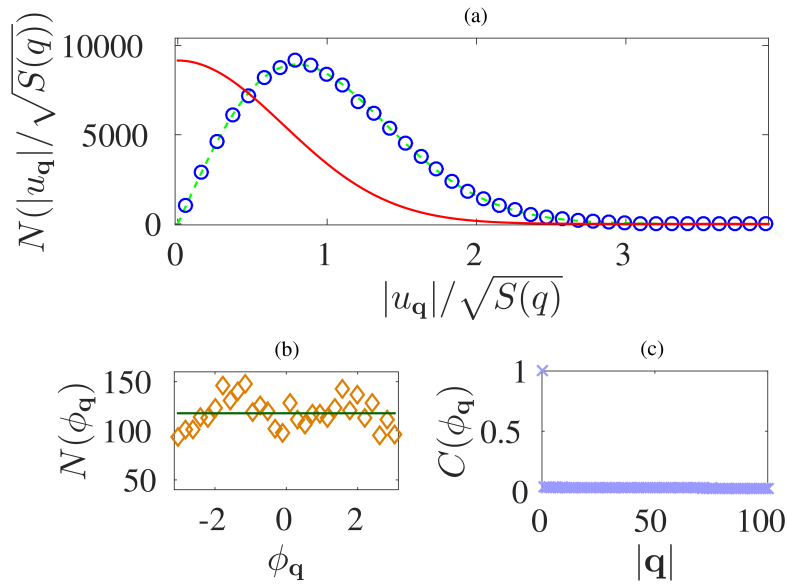 (a)
N(|u_q|/√S(q))
10000
5000
0
0 1 2 3
|u_q|/√S(q)
(b)
N(ϕ_q)
150
100
50
-2 0 2
ϕ_q
(c)
C(ϕ_q)
1
0.5
0
0 50 100
|q|